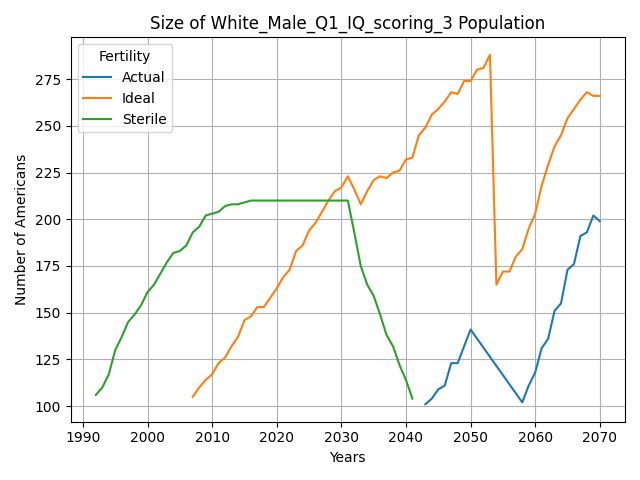 Size of White_Male_Q1_IQ_scoring_3 Population
Fertility
Actual
Ideal
Sterile
Number of Americans
275
250
225
200
175
150
125
100
1990 2000 2010 2020 2030 2040 2050 2060 2070
Years